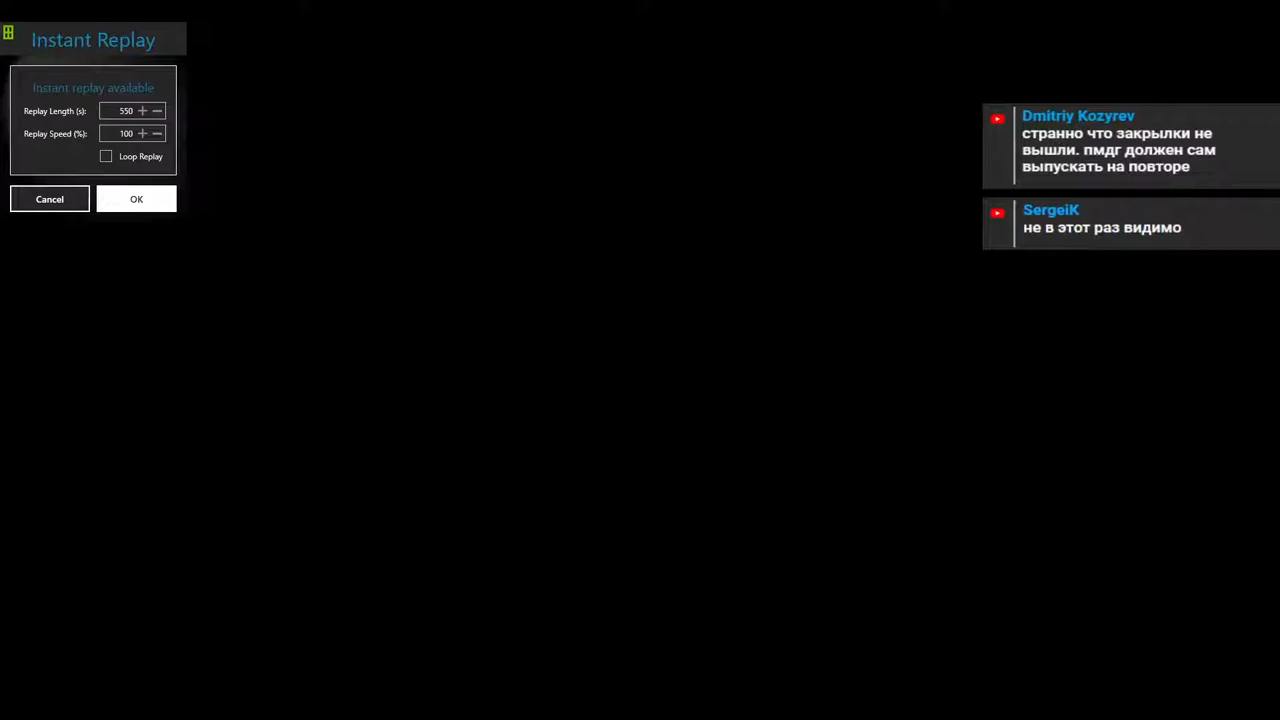 Instant Replay
Instant replay available
Replay Length (s): 550
Replay Speed (%): 100
Loop Replay
Cancel
OK
Dmitriy Kozyrev
странно что закрылки не
вышли. пмдг должен сам
выпускать на повторе
SergeiK
не в этот раз видимо